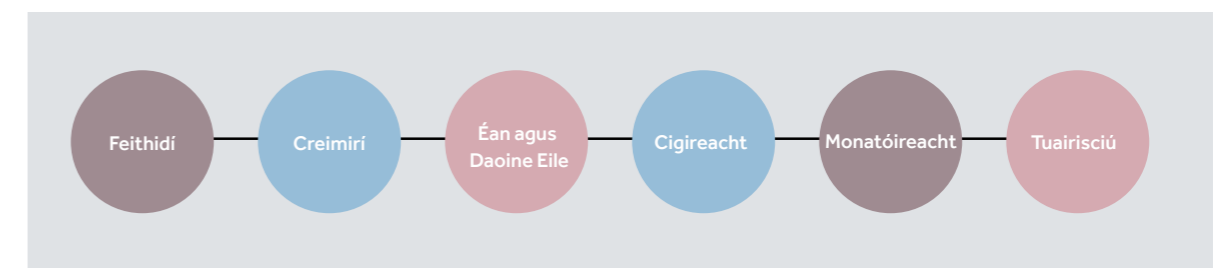 Feithidí
Creimirí
Éan agus
Daoine Eile
Cigireacht
Monatóireacht
Tuairisciú